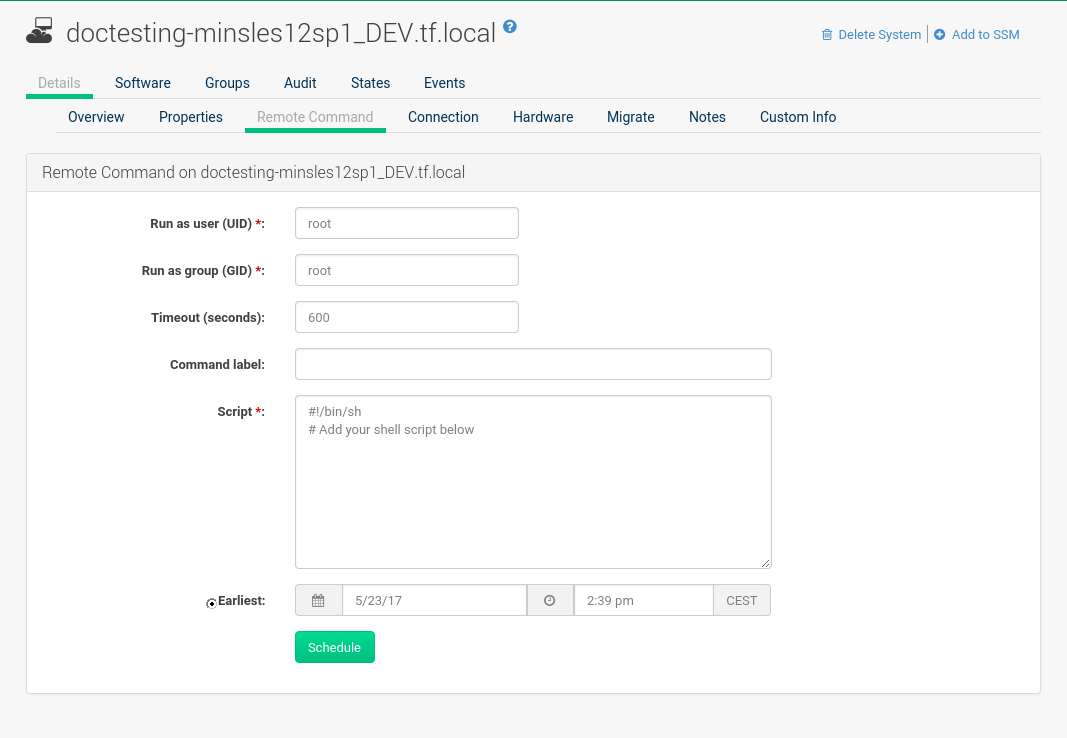 doctesting-minsles12sp1_DEV.tf.local ?
Delete System | Add to SSM
Details Software Groups Audit States Events
Overview Properties Remote Command Connection Hardware Migrate Notes Custom Info
Remote Command on doctesting-minsles12sp1_DEV.tf.local
Run as user (UID) *: root
Run as group (GID) *: root
Timeout (seconds): 600
Command label:
Script *: #!/bin/sh
# Add your shell script below
Earliest: 5/23/17 2:39 pm CEST
Schedule